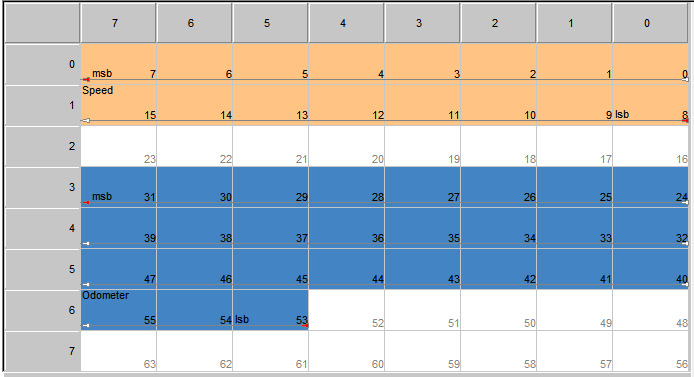 7 6 5 4 3 2 1 0
0 msb 7 6 5 4 3 2 1 0
Speed
1 15 14 13 12 11 10 9 lsb 8
2 23 22 21 20 19 18 17 16
3 msb 31 30 29 28 27 26 25 24
4 39 38 37 36 35 34 33 32
5 47 46 45 44 43 42 41 40
Odometer
6 55 54 lsb 53 52 51 50 49 48
7 63 62 61 60 59 58 57 56